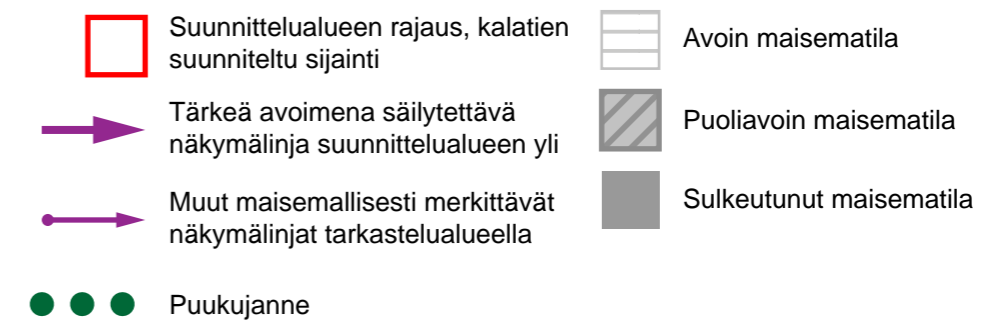 Suunnittelualueen rajaus, kalatien
suunniteltu sijainti
Tärkeä avoimena säilytettävä
näkymälinja suunnittelualueen yli
Muut maisemallisesti merkittävät
näkymälinjat tarkastelualueella
Puukujanne
Avoin maisematila
Puoliavoin maisematila
Sulkeutunut maisematila